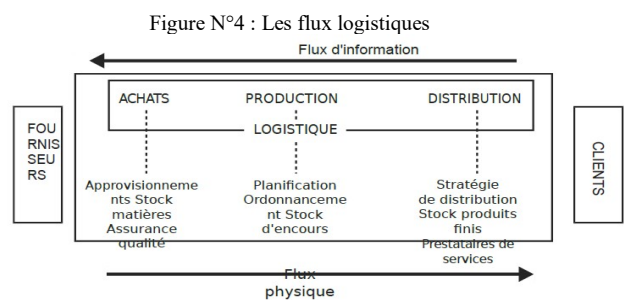 Figure N°4 : Les flux logistiques
Flux d'information
ACHATS
PRODUCTION
DISTRIBUTION
LOGISTIQUE
FOU
RNIS
SEU
RS
Approvisionneme
nts Stock
matières
Assurance
qualité
Planification
Ordonnanceme
nt Stock
d'encours
Stratégie
de distribution
Stock produits
finis
Prestataires de
services
CLIENTS
Flux
physique